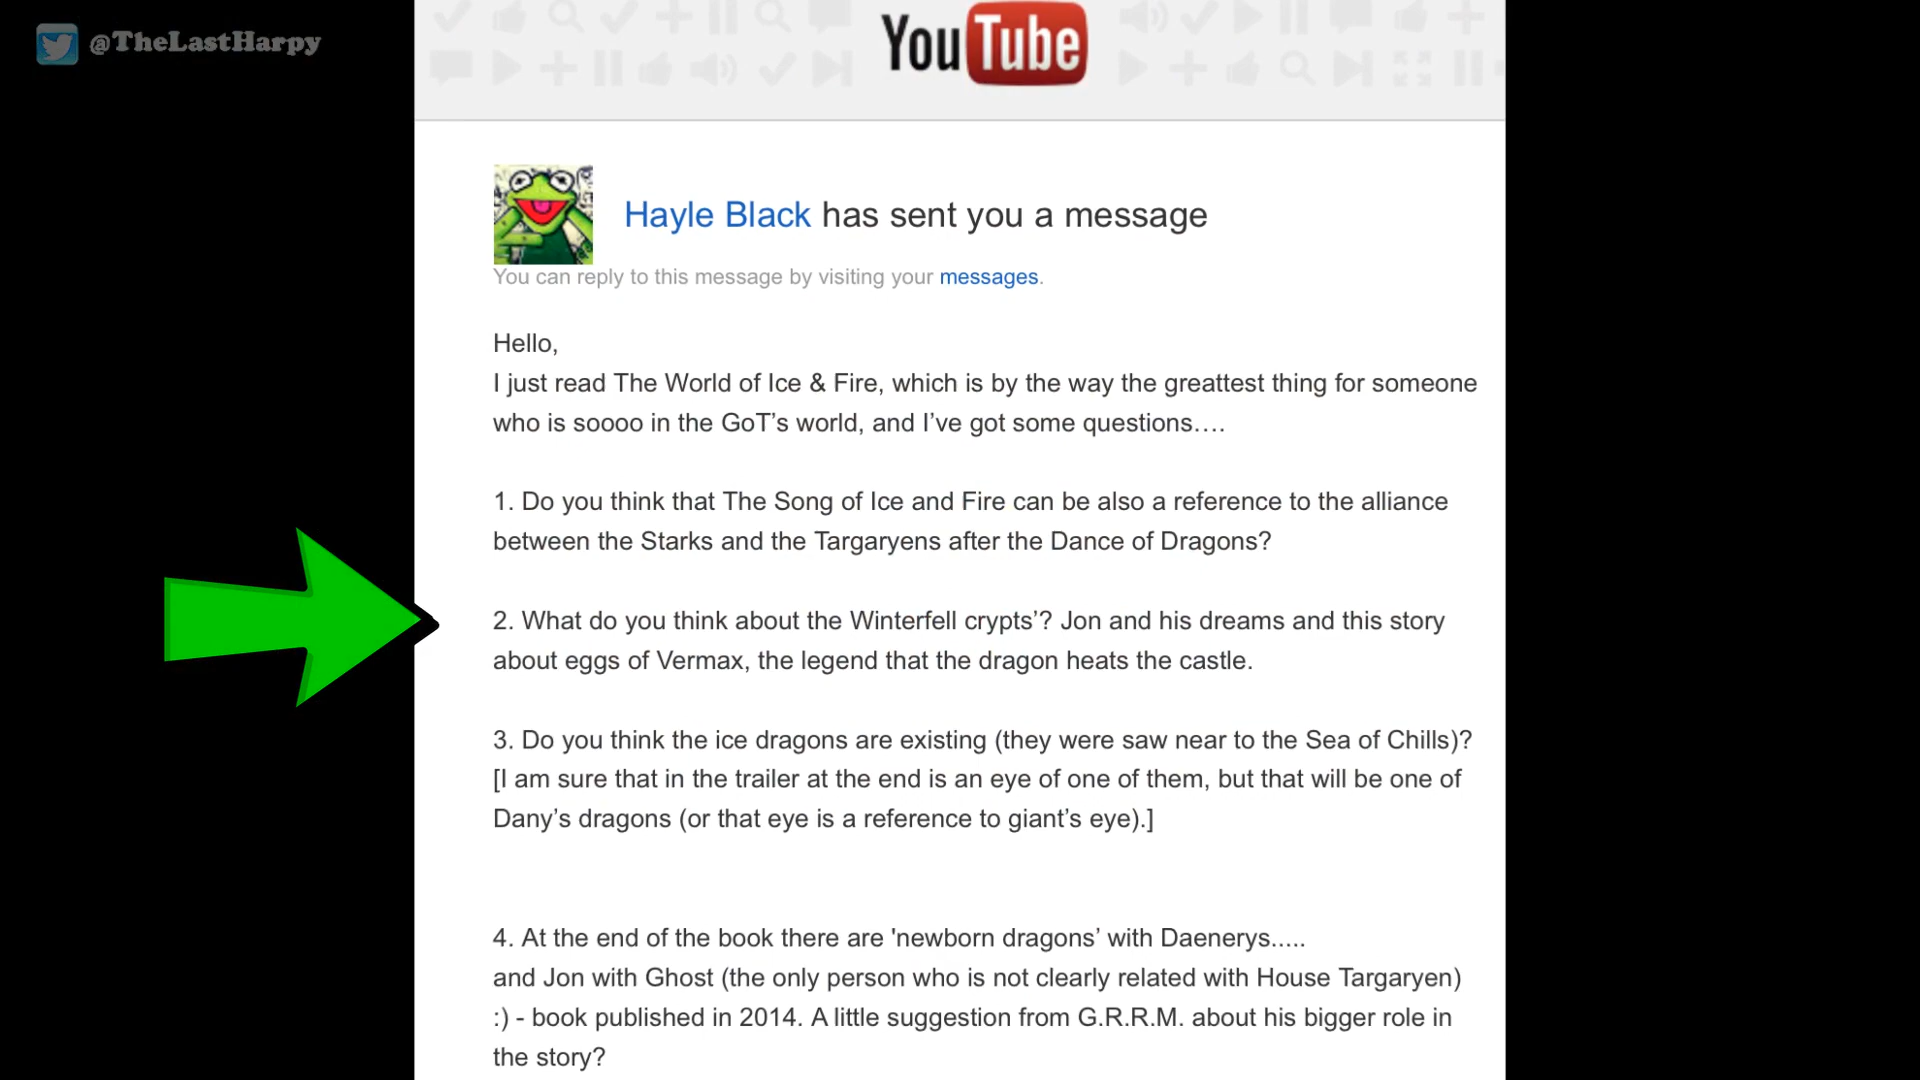 @TheLastHarpy
YouTube
Hayle Black has sent you a message
You can reply to this message by visiting your messages.
Hello,
I just read The World of Ice & Fire, which is by the way the greattest thing for someone
who is soooo in the GoT’s world, and I’ve got some questions….
1. Do you think that The Song of Ice and Fire can be also a reference to the alliance
between the Starks and the Targaryens after the Dance of Dragons?
2. What do you think about the Winterfell crypts’? Jon and his dreams and this story
about eggs of Vermax, the legend that the dragon heats the castle.
3. Do you think the ice dragons are existing (they were saw near to the Sea of Chills)?
[I am sure that in the trailer at the end is an eye of one of them, but that will be one of
Dany’s dragons (or that eye is a reference to giant’s eye).]
4. At the end of the book there are 'newborn dragons’ with Daenerys.....
and Jon with Ghost (the only person who is not clearly related with House Targaryen)
:) - book published in 2014. A little suggestion from G.R.R.M. about his bigger role in
the story?